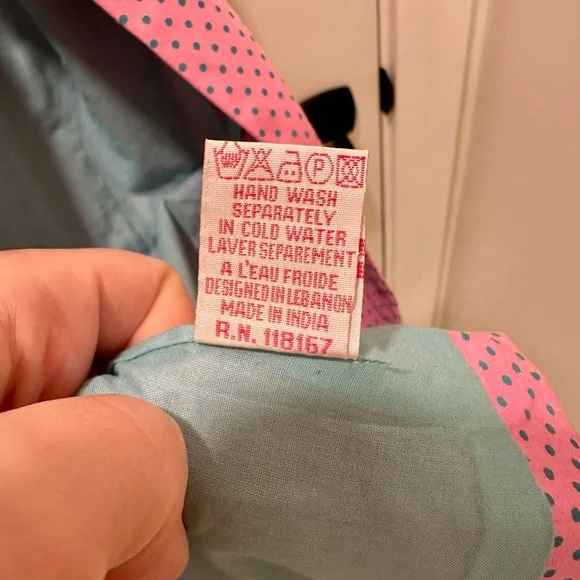 P
HAND WASH
SEPARATELY
IN COLD WATER
LAVER SEPAREMENT
A L'EAU FROIDE
DESIGNED IN LEBANON
MADE IN INDIA
R.N. 118167